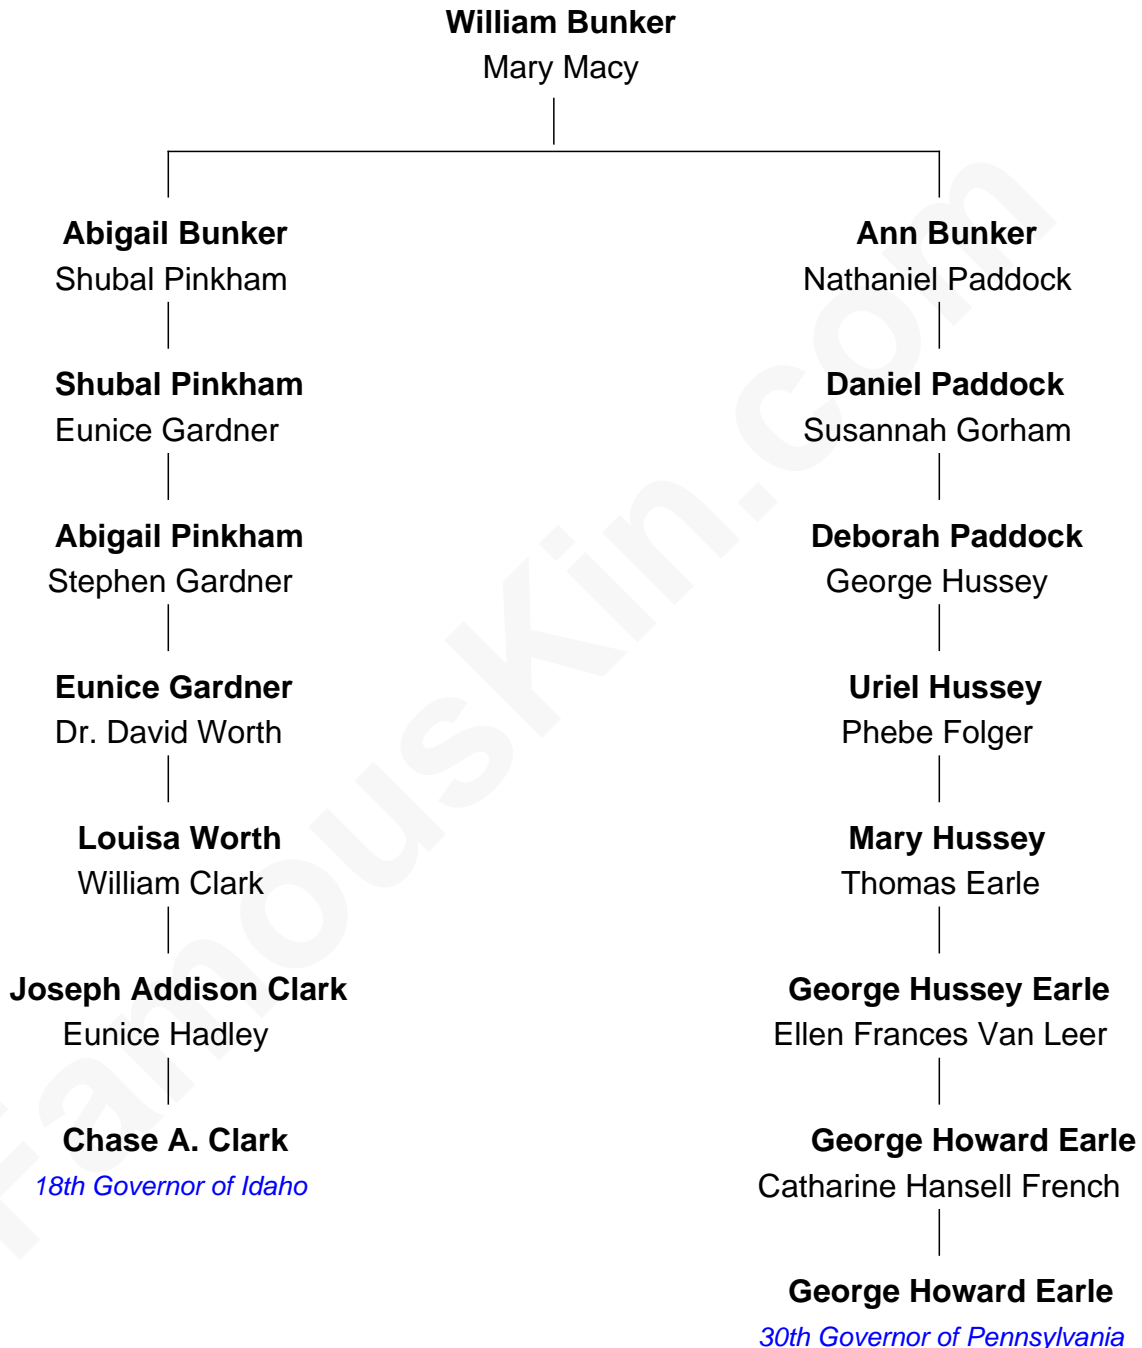 William Bunker
Mary Macy
Abigail Bunker
Shubal Pinkham
Ann Bunker
Nathaniel Paddock
Shubal Pinkham
Eunice Gardner
Daniel Paddock
Susannah Gorham
Abigail Pinkham
Stephen Gardner
Deborah Paddock
George Hussey
Eunice Gardner
Dr. David Worth
Uriel Hussey
Phebe Folger
Louisa Worth
William Clark
Mary Hussey
Thomas Earle
Joseph Addison Clark
Eunice Hadley
George Hussey Earle
Ellen Frances Van Leer
Chase A. Clark
18th Governor of Idaho
George Howard Earle
Catharine Hansell French
George Howard Earle
30th Governor of Pennsylvania
FamousKin.com